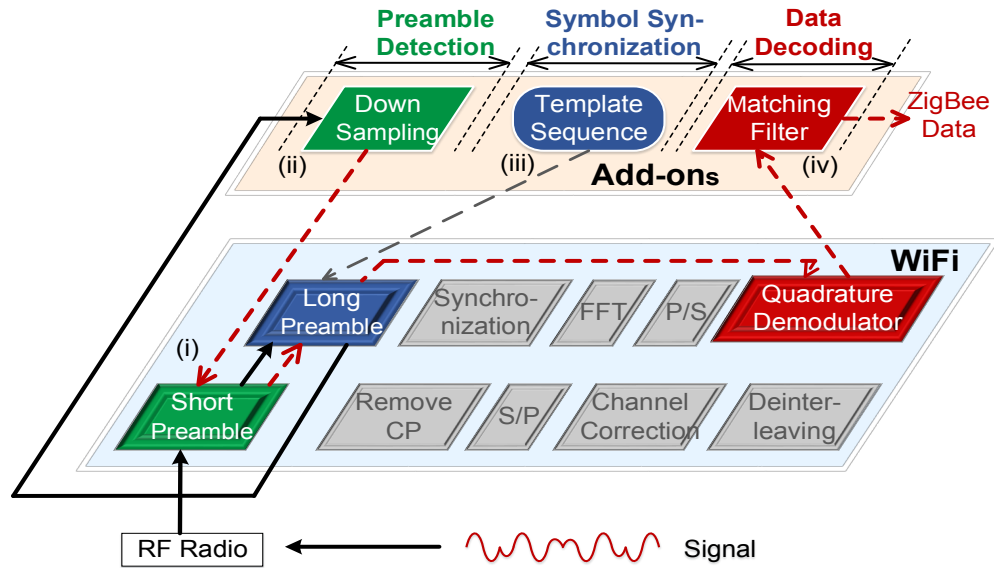 Preamble
Detection
Symbol Syn-
chronization
Data
Decoding
Down
Sampling
Template
Sequence
Matching
Filter
ZigBee
Data
(ii)
(iii)
(iv)
Add-ons
WiFi
Long
Preamble
Synchro-
nization
FFT
P/S
Quadrature
Demodulator
(i)
Short
Preamble
Remove
CP
S/P
Channel
Correction
Deinter-
leaving
RF Radio
Signal